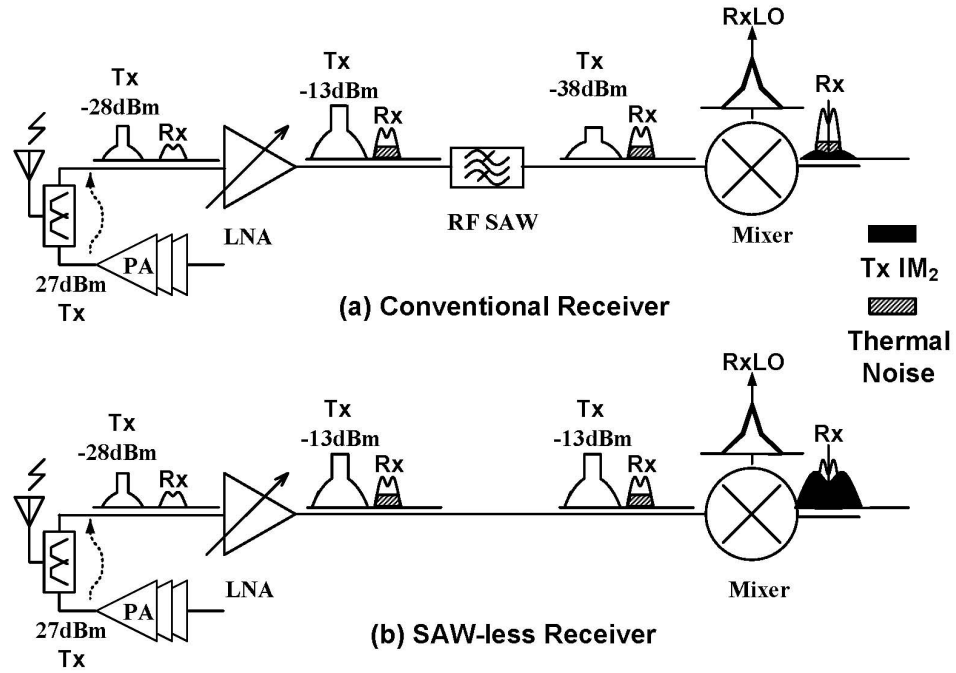 RxLO
Tx
-28dBm
Rx
Tx
-13dBm
Rx
Tx
-38dBm
Rx
Rx
LNA
RF SAW
Mixer
PA
27dBm
Tx
Tx IM₂
Thermal
Noise
(a) Conventional Receiver
RxLO
Tx
-28dBm
Rx
Tx
-13dBm
Rx
Tx
-13dBm
Rx
Rx
LNA
Mixer
PA
27dBm
Tx
(b) SAW-less Receiver